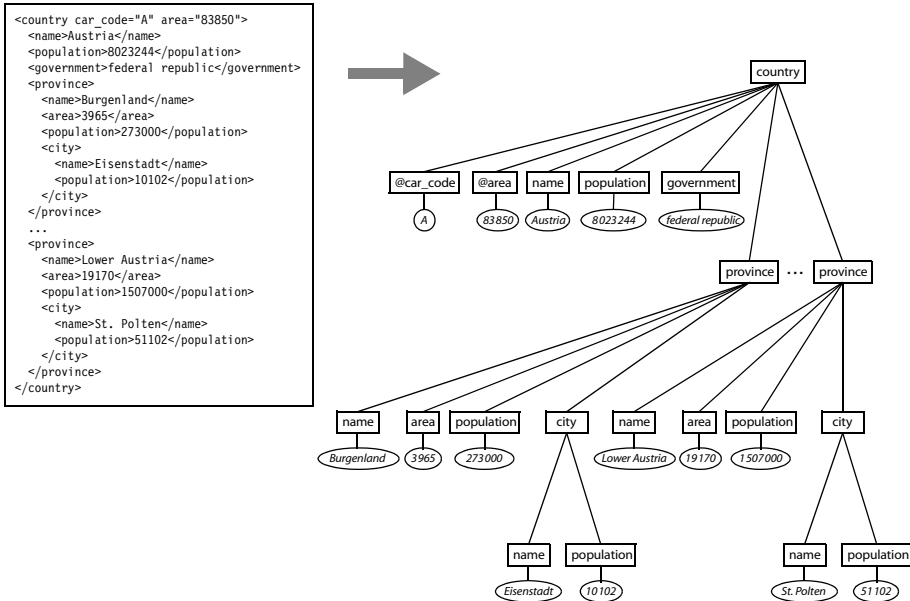 <country car_code="A" area="83850">
<name>Austria</name>
<population>8023244</population>
<government>federal republic</government>
<province>
<name>Burgenland</name>
<area>3965</area>
<population>273000</population>
<city>
<name>Eisenstadt</name>
<population>10102</population>
</city>
</province>
...
<province>
<name>Lower Austria</name>
<area>19170</area>
<population>1507000</population>
<city>
<name>St. Polten</name>
<population>51102</population>
</city>
</province>
</country>
country
@car_code @area name population government
A 83850 Austria 8023244 federal republic
province ... province
name area population city name area population city
Burgenland 3965 273000 Lower Austria 19170 1507000
name population name population
Eisenstadt 10102 St. Polten 51102